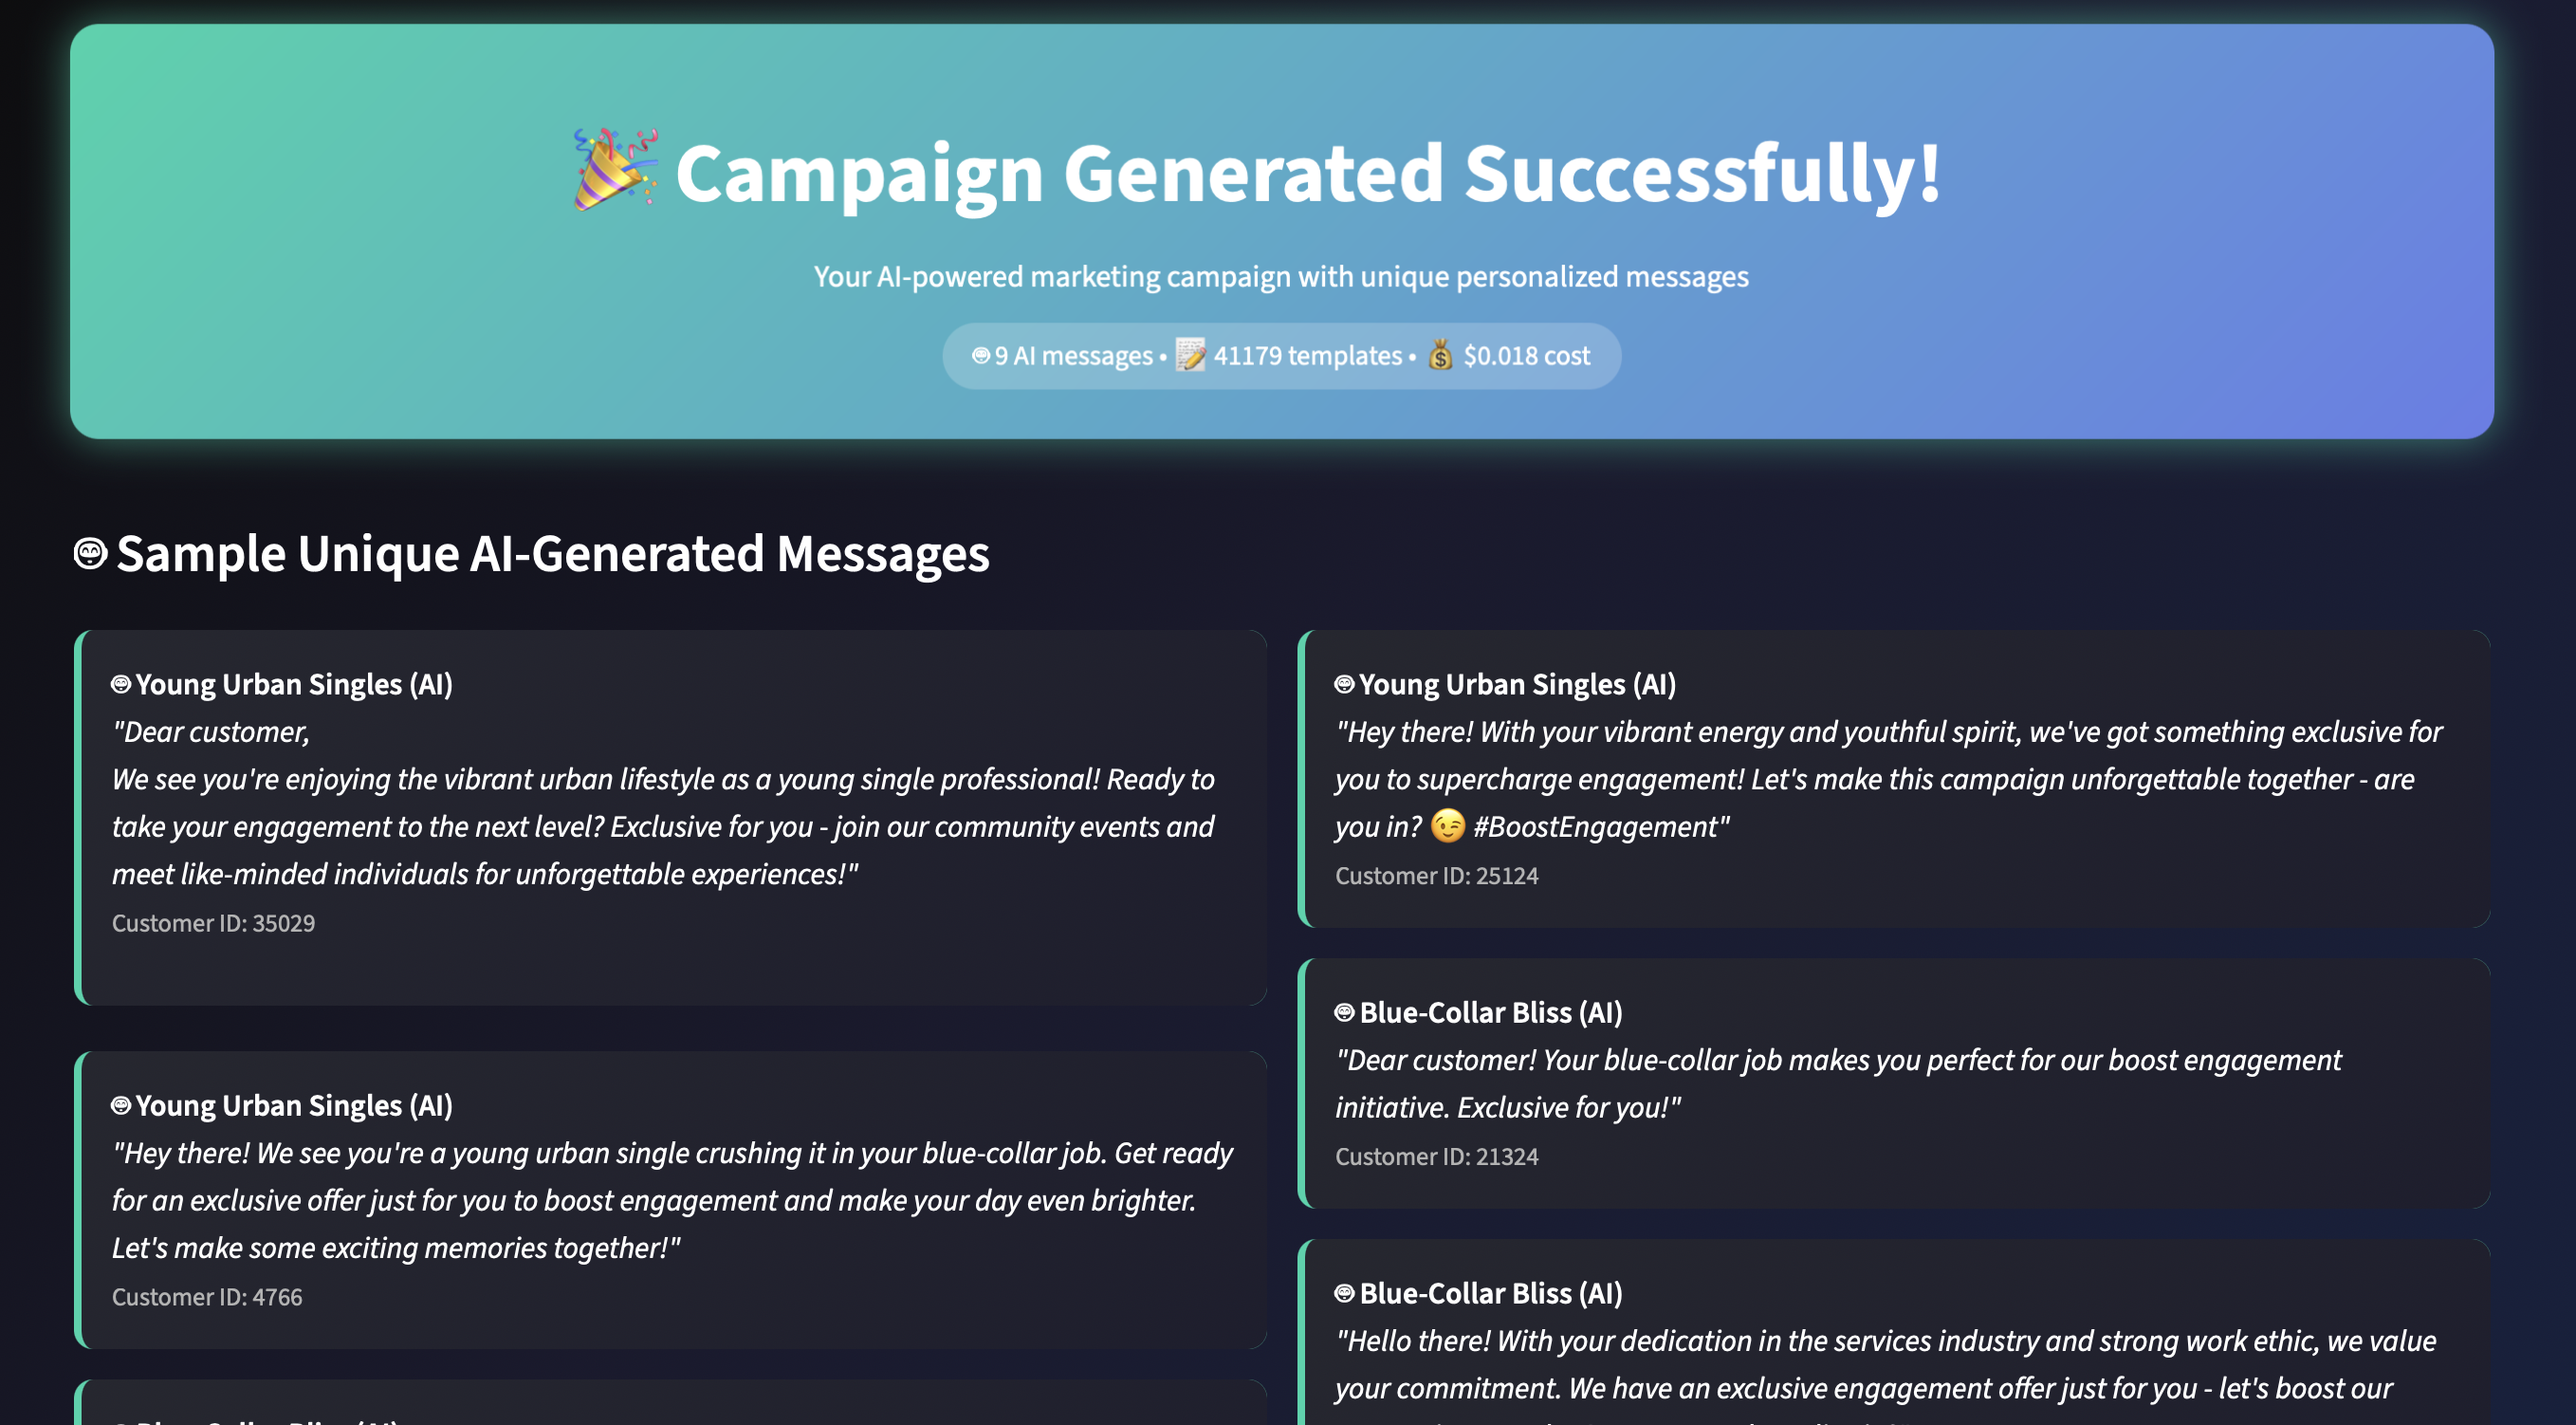 🎉 Campaign Generated Successfully!
Your AI-powered marketing campaign with unique personalized messages
9 AI messages • 📝 41179 templates • 💰 $0.018 cost
Sample Unique AI-Generated Messages
Young Urban Singles (AI)
"Dear customer,
We see you're enjoying the vibrant urban lifestyle as a young single professional! Ready to
take your engagement to the next level? Exclusive for you - join our community events and
meet like-minded individuals for unforgettable experiences!"
Customer ID: 35029
Young Urban Singles (AI)
"Hey there! We see you're a young urban single crushing it in your blue-collar job. Get ready
for an exclusive offer just for you to boost engagement and make your day even brighter.
Let's make some exciting memories together!"
Customer ID: 4766
Young Urban Singles (AI)
"Hey there! With your vibrant energy and youthful spirit, we've got something exclusive for
you to supercharge engagement! Let's make this campaign unforgettable together - are
you in? 😉 #BoostEngagement"
Customer ID: 25124
Blue-Collar Bliss (AI)
"Dear customer! Your blue-collar job makes you perfect for our boost engagement
initiative. Exclusive for you!"
Customer ID: 21324
Blue-Collar Bliss (AI)
"Hello there! With your dedication in the services industry and strong work ethic, we value
your commitment. We have an exclusive engagement offer just for you - let's boost our